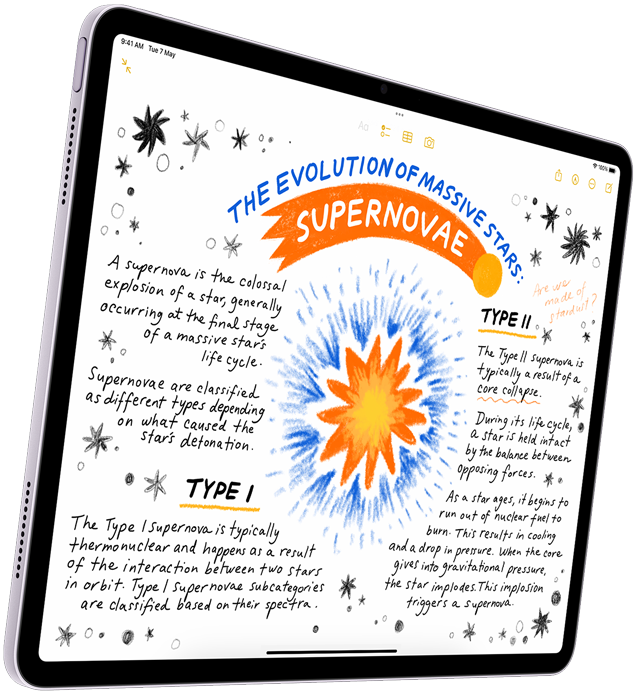 9:41 AM Tue 7 May
100%
Aa
THE EVOLUTION OF MASSIVE STARS:
SUPERNOVAE
A supernova is the colossal
explosion of a star, generally
occurring at the final stage
of a massive star's
life cycle.
Supernovae are classified
as different types depending
on what caused the
star's detonation.
TYPE I
The Type I Supernova is typically
thermonuclear and happens as a result
of the interaction between two stars
in orbit. Type I Supernovae subcategories
are classified based on their spectra.
Are we
made of
stardust?
TYPE II
The Type II Supernova is
typically a result of a
core collapse.
During its life cycle,
a star is held intact
by the balance between
opposing forces.
As a star ages, it begins to
run out of nuclear fuel to
burn. This results in cooling
and a drop in pressure. When the core
gives into gravitational pressure,
the star implodes. This implosion
triggers a supernova.